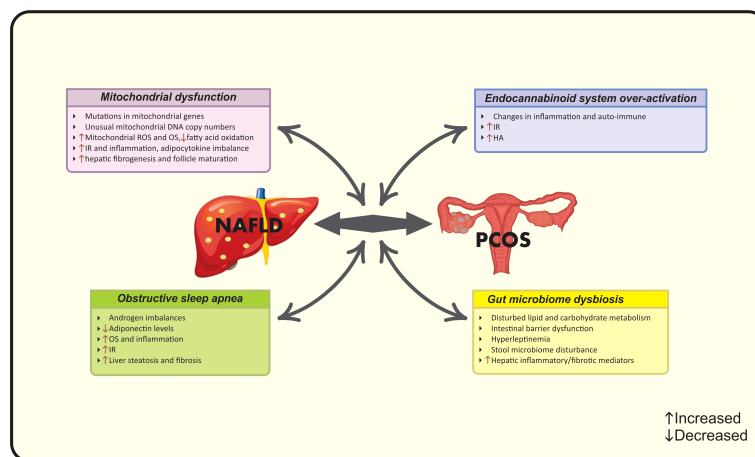 Mitochondrial dysfunction
‣ Mutations in mitochondrial genes
‣ Unusual mitochondrial DNA copy numbers
‣ ↑Mitochondrial ROS and OS,↓fatty acid oxidation
‣ ↑IR and inflammation, adipocytokine imbalance
‣ ↑hepatic fibrogenesis and follicle maturation
Endocannabinoid system over-activation
‣ Changes in inflammation and auto-immune
‣ ↑IR
‣ ↑HA
NAFLD
PCOS
Obstructive sleep apnea
‣ Androgen imbalances
‣ ↓Adiponectin levels
‣ ↑OS and inflammation
‣ ↑IR
‣ ↑Liver steatosis and fibrosis
Gut microbiome dysbiosis
‣ Disturbed lipid and carbohydrate metabolism
‣ Intestinal barrier dysfunction
‣ Hyperleptinemia
‣ Stool microbiome disturbance
‣ ↑Hepatic inflammatory/fibrotic mediators
↑Increased
↓Decreased